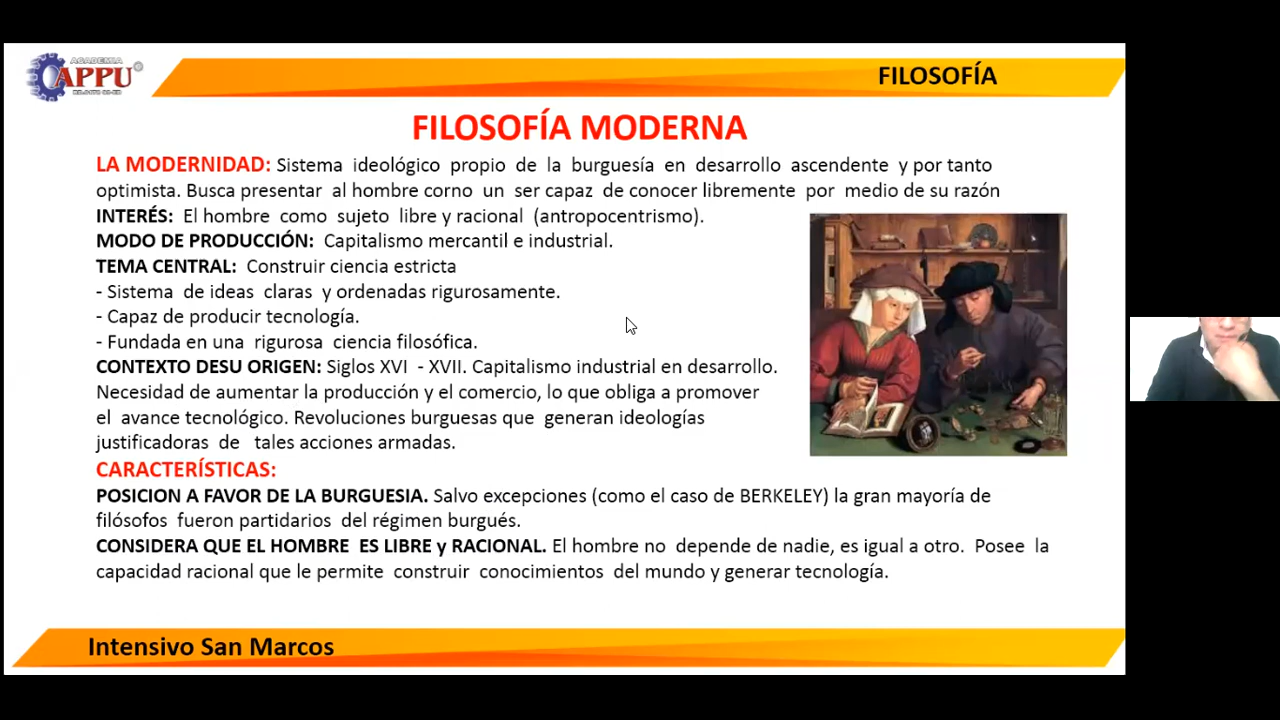 ACADEMIA
APPU
FILOSOFÍA
FILOSOFÍA MODERNA
LA MODERNIDAD: Sistema ideológico propio de la burguesía en desarrollo ascendente y por tanto
optimista. Busca presentar al hombre corno un ser capaz de conocer libremente por medio de su razón
INTERÉS: El hombre como sujeto libre y racional (antropocentrismo).
MODO DE PRODUCCIÓN: Capitalismo mercantil e industrial.
TEMA CENTRAL: Construir ciencia estricta
- Sistema de ideas claras y ordenadas rigurosamente.
- Capaz de producir tecnología.
- Fundada en una rigurosa ciencia filosófica.
CONTEXTO DESU ORIGEN: Siglos XVI - XVII. Capitalismo industrial en desarrollo.
Necesidad de aumentar la producción y el comercio, lo que obliga a promover
el avance tecnológico. Revoluciones burguesas que generan ideologías
justificadoras de tales acciones armadas.
CARACTERÍSTICAS:
POSICION A FAVOR DE LA BURGUESIA. Salvo excepciones (como el caso de BERKELEY) la gran mayoría de
filósofos fueron partidarios del régimen burgués.
CONSIDERA QUE EL HOMBRE ES LIBRE y RACIONAL. El hombre no depende de nadie, es igual a otro. Posee la
capacidad racional que le permite construir conocimientos del mundo y generar tecnología.
Intensivo San Marcos